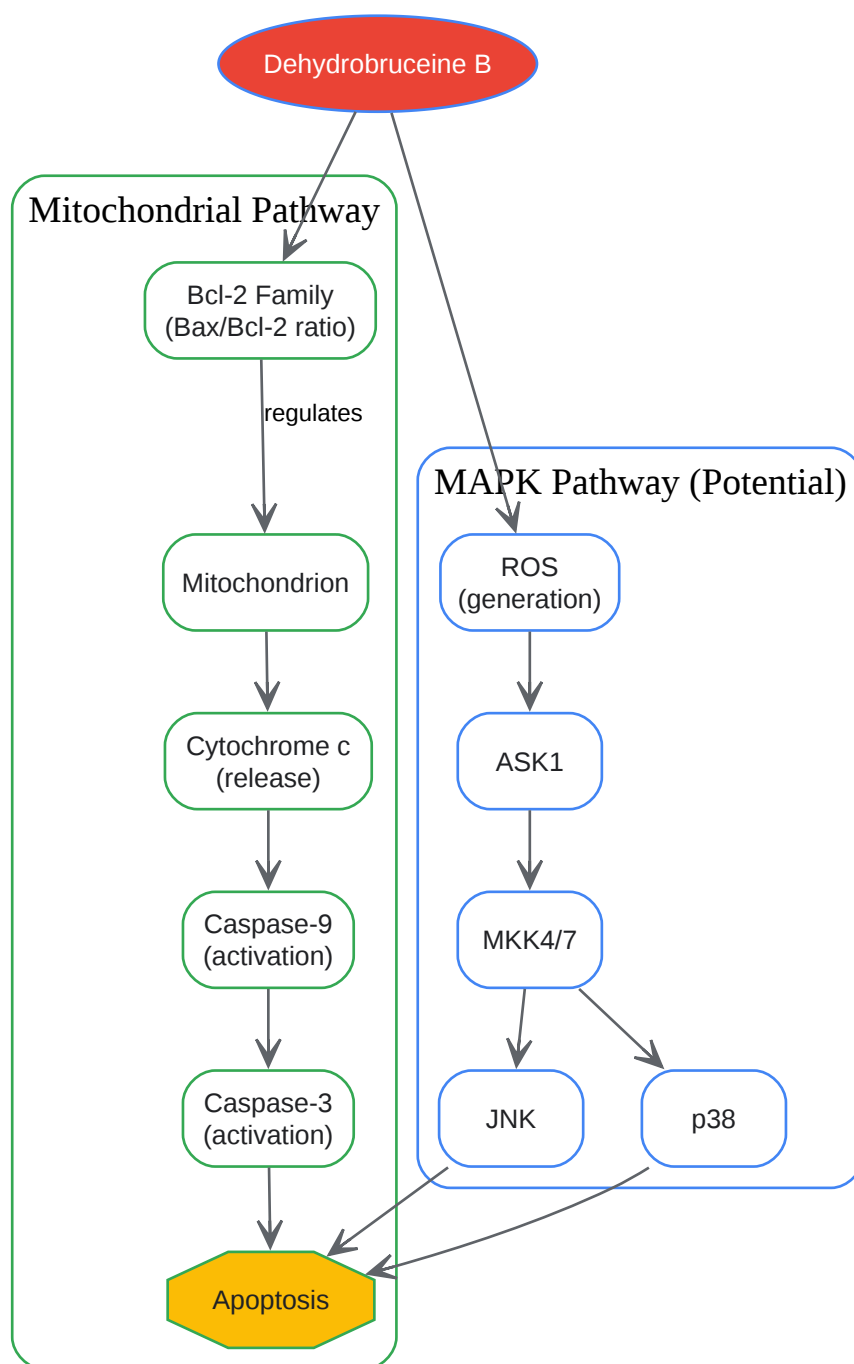 Dehydrobruceine B
Mitochondrial Pathway
Bcl-2 Family
(Bax/Bcl-2 ratio)
regulates
MAPK Pathway (Potential)
Mitochondrion
ROS
(generation)
Cytochrome c
(release)
ASK1
Caspase-9
(activation)
MKK4/7
Caspase-3
(activation)
JNK
p38
Apoptosis